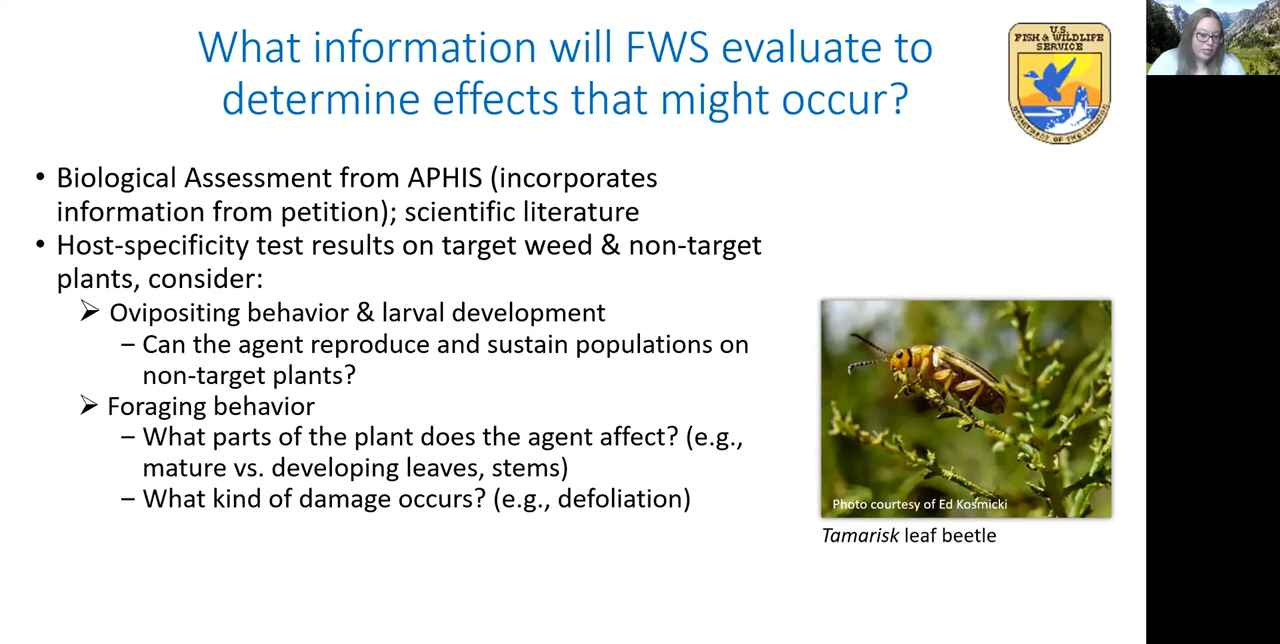 What information will FWS evaluate to
determine effects that might occur?
U.S.
FISH & WILDLIFE
SERVICE
DEPARTMENT OF THE INTERIOR
• Biological Assessment from APHIS (incorporates
information from petition); scientific literature
• Host-specificity test results on target weed & non-target
plants, consider:
➢ Ovipositing behavior & larval development
– Can the agent reproduce and sustain populations on
non-target plants?
➢ Foraging behavior
– What parts of the plant does the agent affect? (e.g.,
mature vs. developing leaves, stems)
– What kind of damage occurs? (e.g., defoliation)
Photo courtesy of Ed Kosmicki
Tamarisk leaf beetle